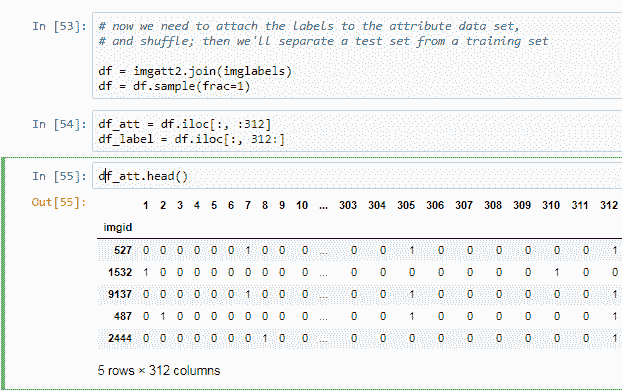 In [53]: # now we need to attach the labels to the attribute data set,
# and shuffle; then we'll separate a test set from a training set
df = imgatt2.join(imglabels)
df = df.sample(frac=1)
In [54]: df_att = df.iloc[:, :312]
df_label = df.iloc[:, 312:]
In [55]: df_att.head()
Out[55]:
1 2 3 4 5 6 7 8 9 10 ... 303 304 305 306 307 308 309 310 311 312
imgid
527 0 0 0 0 0 0 1 0 0 0 ... 0 0 1 0 0 0 0 0 0 1
1532 1 0 0 0 0 0 0 0 0 0 ... 0 0 0 0 0 0 0 1 0 0
9137 0 0 0 0 0 0 1 0 0 0 ... 0 0 1 0 0 0 0 0 0 1
487 0 1 0 0 0 0 0 0 0 0 ... 0 0 1 0 0 0 0 0 0 1
2444 0 0 0 0 0 0 0 1 0 0 ... 0 0 0 0 0 0 0 0 0 1
5 rows × 312 columns